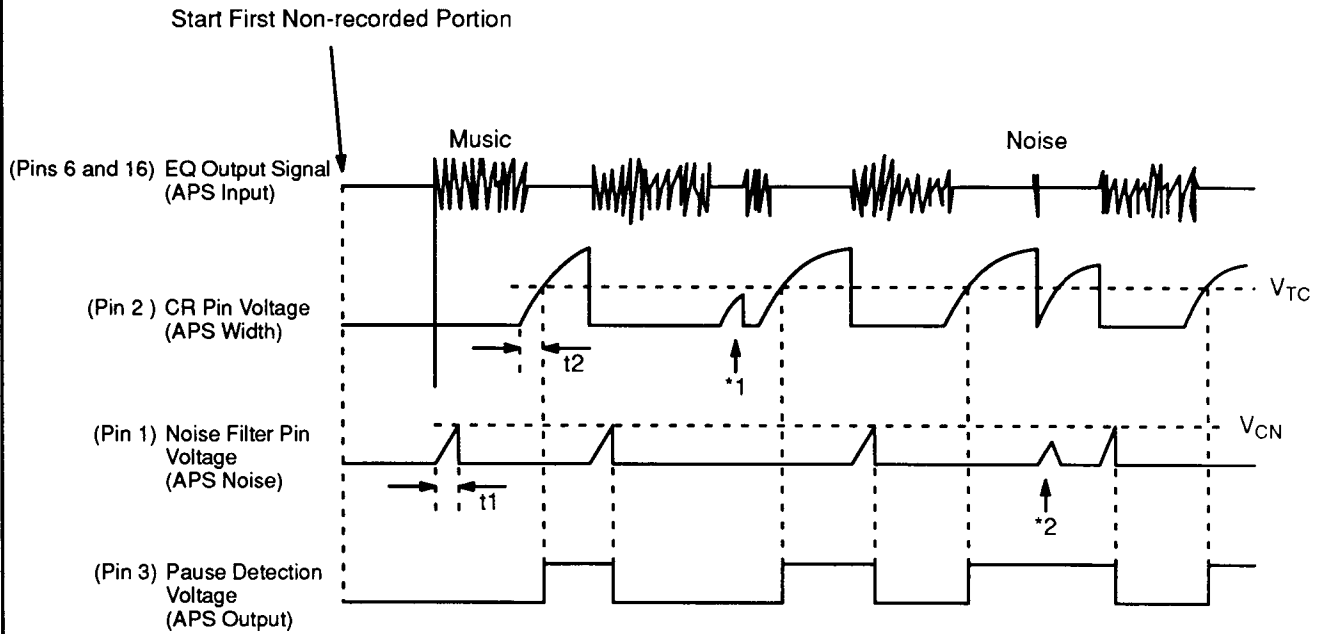 Start First Non-recorded Portion
Music
Noise
(Pins 6 and 16) EQ Output Signal
(APS Input)
(Pin 2 ) CR Pin Voltage
(APS Width)
VTC
t2
*1
(Pin 1) Noise Filter Pin
Voltage
(APS Noise)
VCN
t1
*2
(Pin 3) Pause Detection
Voltage
(APS Output)